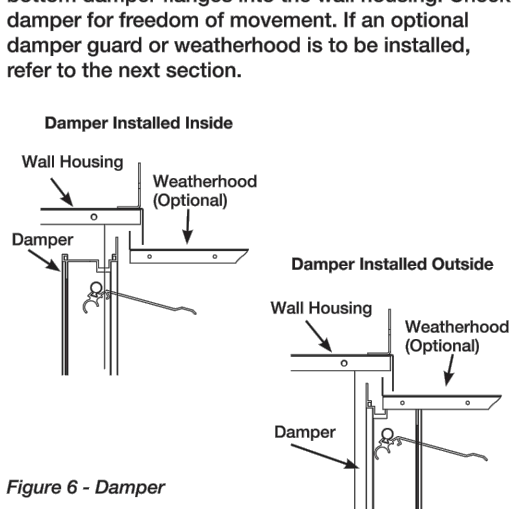 bottom damper flanges into the wall housing. Check
damper for freedom of movement. If an optional
damper guard or weatherhood is to be installed,
refer to the next section.
Damper Installed Inside
Wall Housing
Weatherhood
(Optional)
Damper
Damper Installed Outside
Wall Housing
Weatherhood
(Optional)
Damper
Figure 6 - Damper